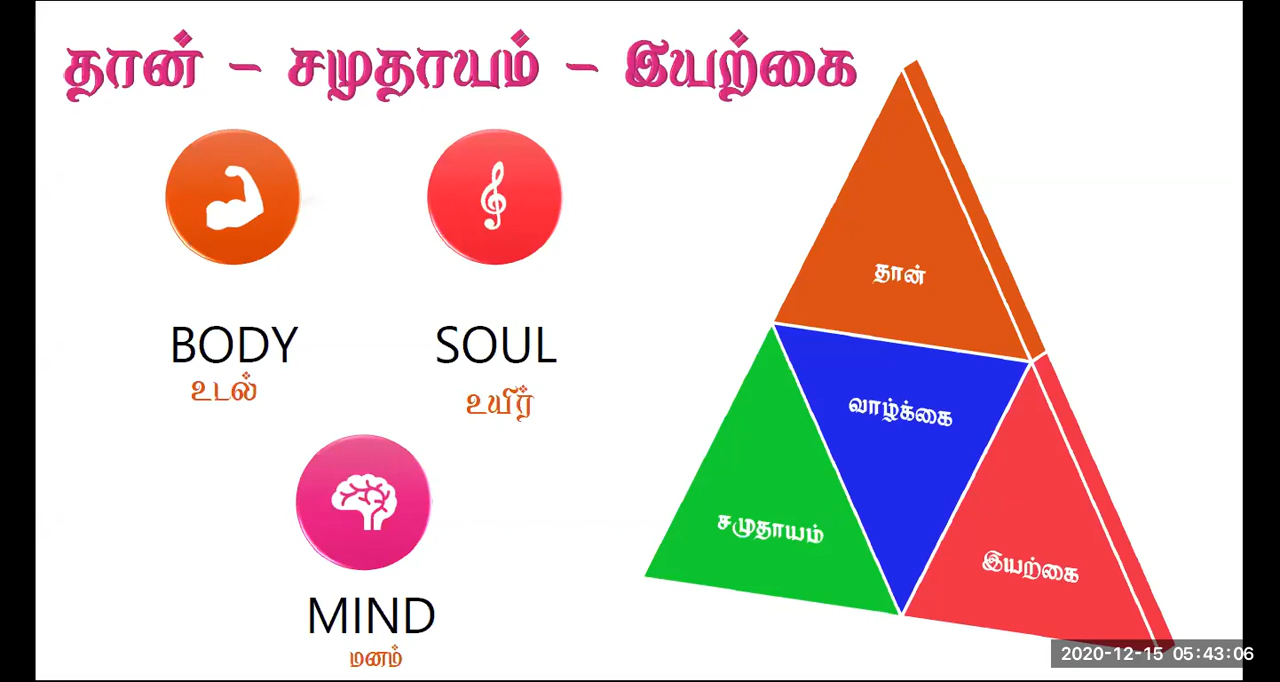 தான் – சமுதாயம் – இயற்கை
BODY
உடல்
SOUL
உயிர்
MIND
மனம்
தான்
வாழ்க்கை
சமுதாயம்
இயற்கை
2020-12-15 05:43:06